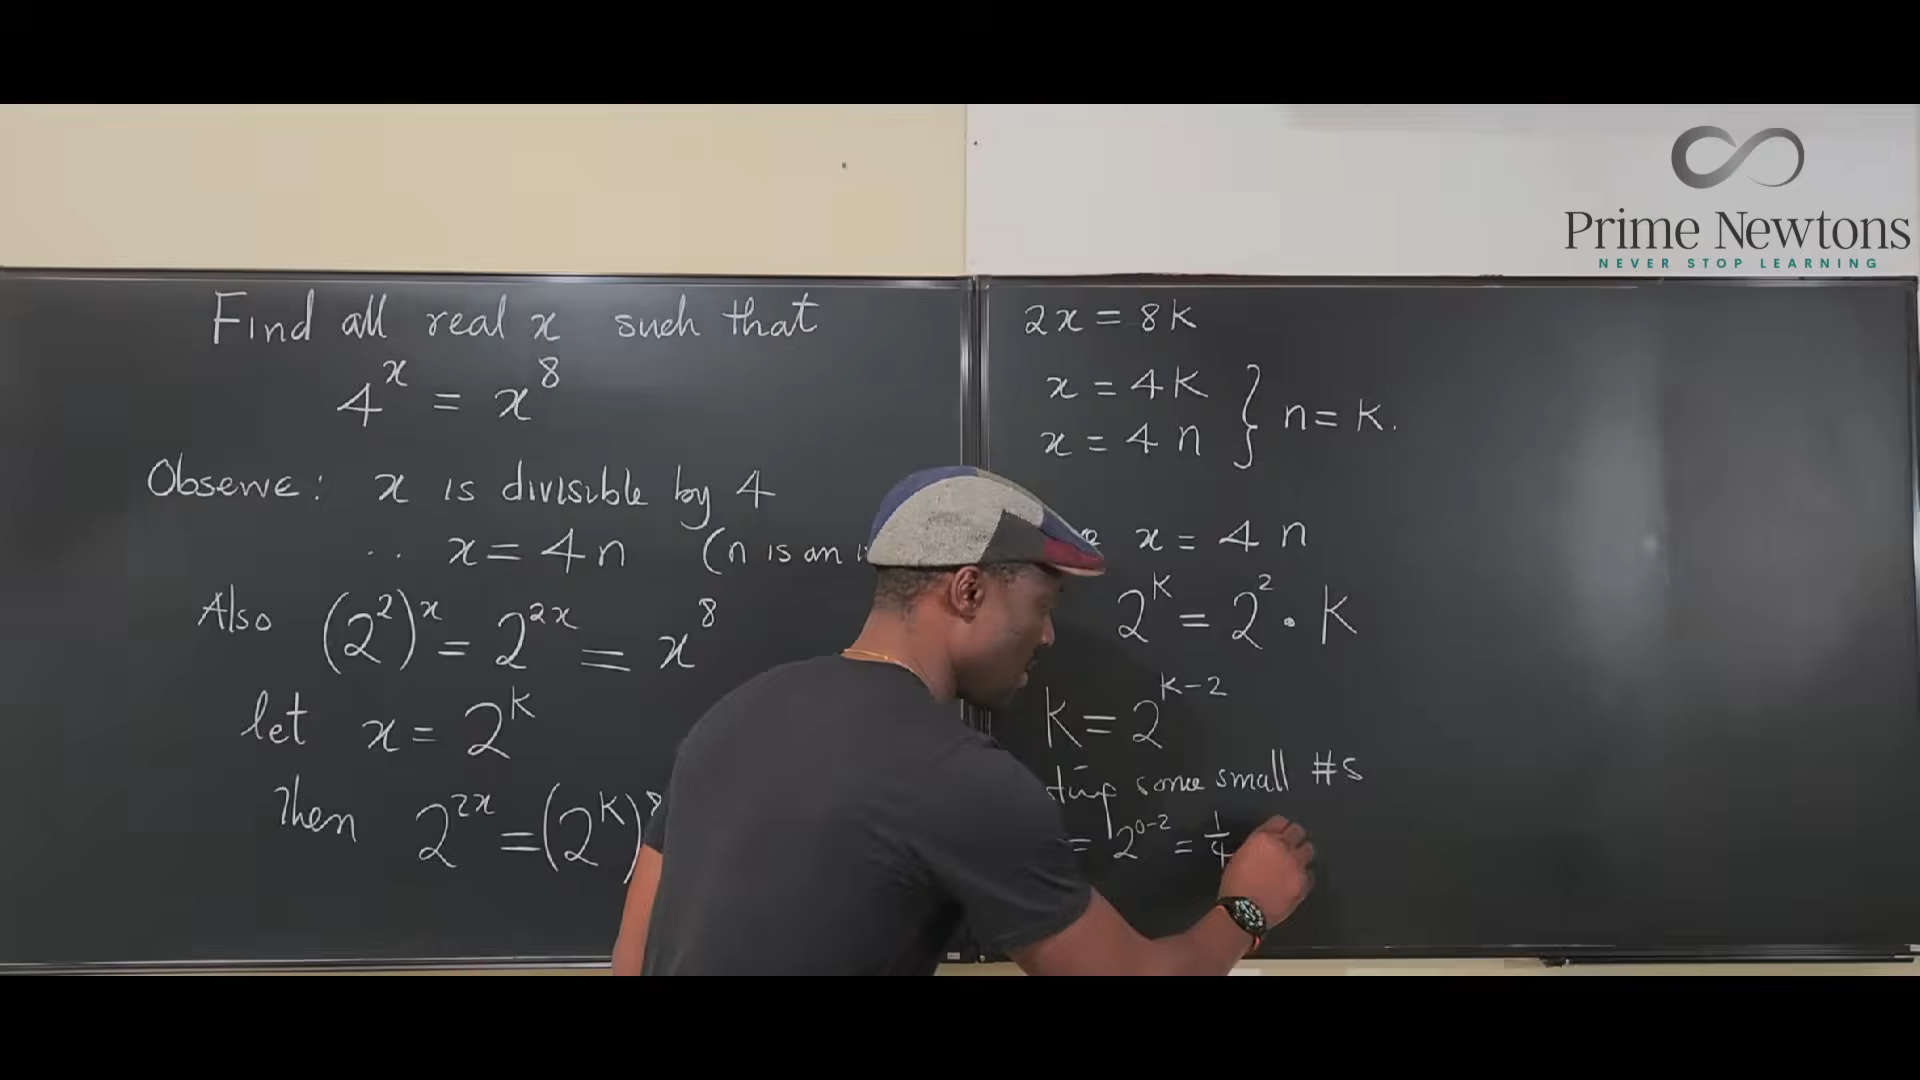 Prime Newtons
NEVER STOP LEARNING
Find all real x such that
4^x = x^8
Observe: x is divisible by 4
∴ x = 4n (n is an
Also (2^2)^x = 2^{2x} = x^8
let x = 2^k
Then 2^{2x} = (2^k)^8
2x = 8k
x = 4k
x = 4n } n = k.
x = 4n
2^k = 2^2 · k
k = 2^{k-2}
some small #s
= 2^{0-2} = 1/4